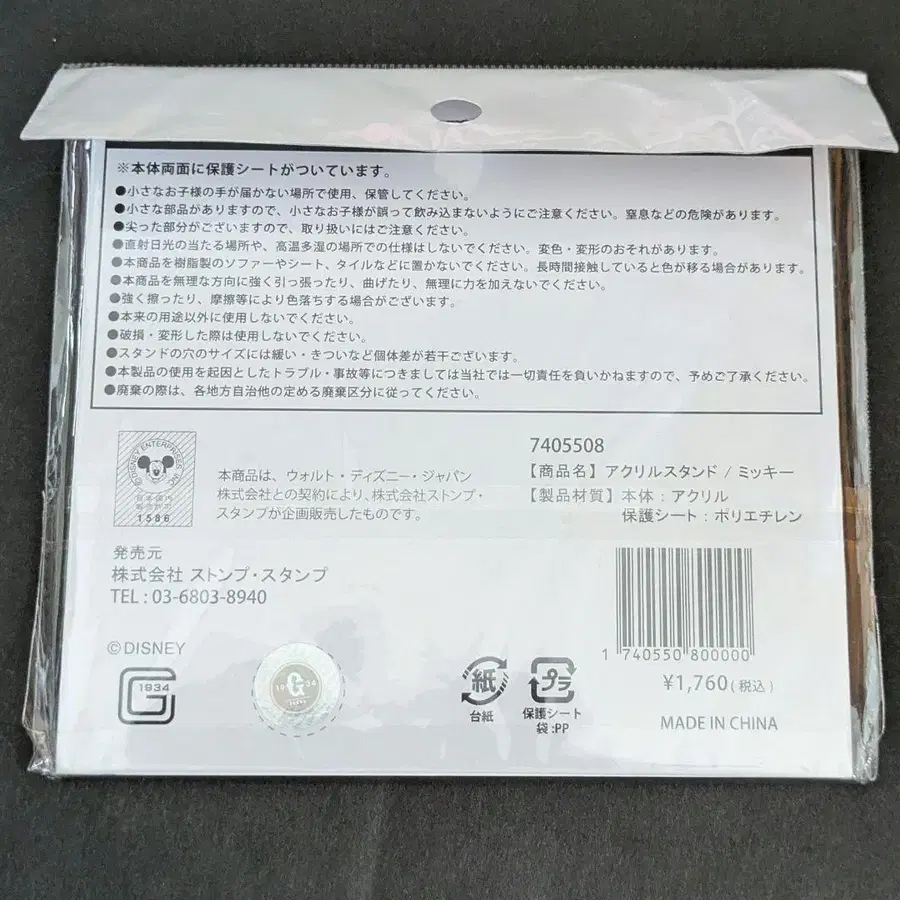 ※本体両面に保護シートがついています。
●小さなお子様の手が届かない場所で使用、保管してください。
●小さな部品がありますので、小さなお子様が誤って飲み込まないようにご注意ください。窒息などの危険があります。
●尖った部分がございますので、取り扱いにはご注意ください。
●直射日光の当たる場所や、高温多湿の場所での仕様はしないでください。変色・変形のおそれがあります。
●本商品を樹脂製のソファーやシート、タイルなどに置かないでください。長時間接触していると色が移る場合があります。
●本商品を無理な方向に強く引っ張ったり、曲げたり、無理に力を加えないでください。
●強く擦ったり、摩擦等により色落ちする場合がございます。
●本来の用途以外に使用しないでください。
●破損・変形した際は使用しないでください。
●スタンドの穴のサイズには緩い・きついなど個体差が若干ございます。
●本製品の使用を起因としたトラブル・事故等につきましては当社では一切責任を負いかねますので、予めご了承ください。
●廃棄の際は、各地方自治他の定める廃棄区分に従ってください。
©DISNEY ENTERPRISES, INC.
1586
本商品は、ウォルト・ディズニー・ジャパン
株式会社との契約により、株式会社ストンプ・
スタンプが企画販売したものです。
7405508
【商品名】アクリルスタンド / ミッキー
【製品材質】本体：アクリル
保護シート：ポリエチレン
発売元
株式会社 ストンプ・スタンプ
TEL : 03-6803-8940
1 740550 800000
¥1,760(税込)
MADE IN CHINA
©DISNEY
G 1934
19 G 34
紙
台紙
プラ
保護シート
袋:PP